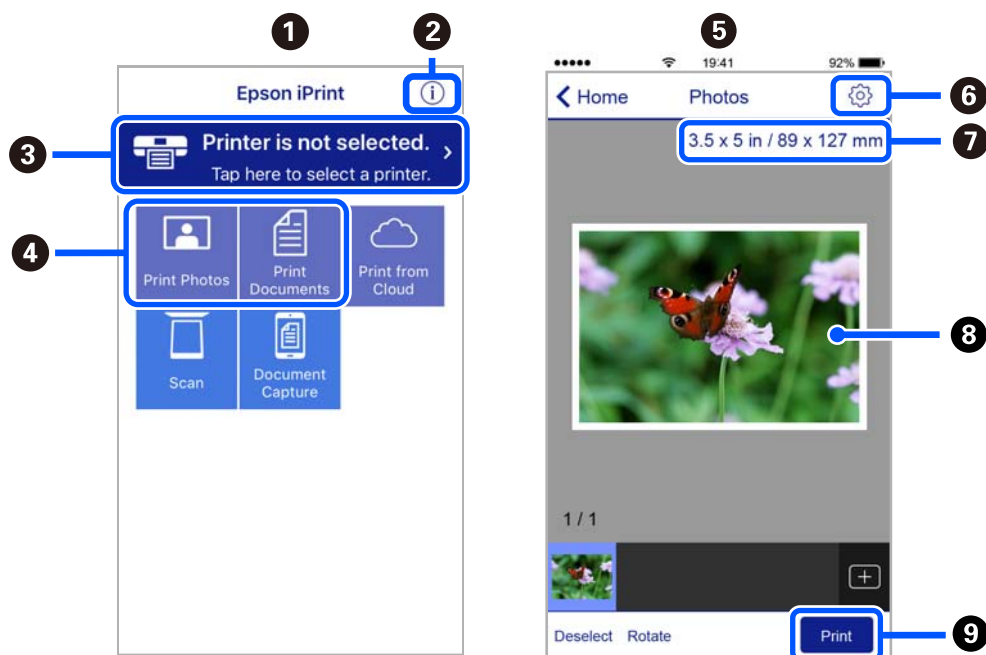 1
2
Epson iPrint
i
3
Printer is not selected.
Tap here to select a printer.
4
Print Photos
Print
Documents
Print from
Cloud
Scan
Document
Capture
5
19:41
92%
Home
Photos
6
3.5 x 5 in / 89 x 127 mm
7
8
1 / 1
Deselect
Rotate
Print
9